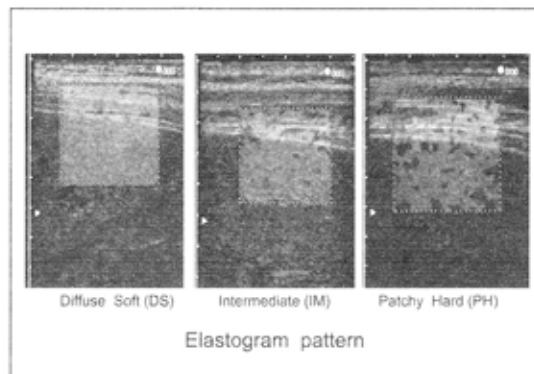 Diffuse Soft (DS)
Intermediate (IM)
Patchy Hard (PH)
Elastogram pattern